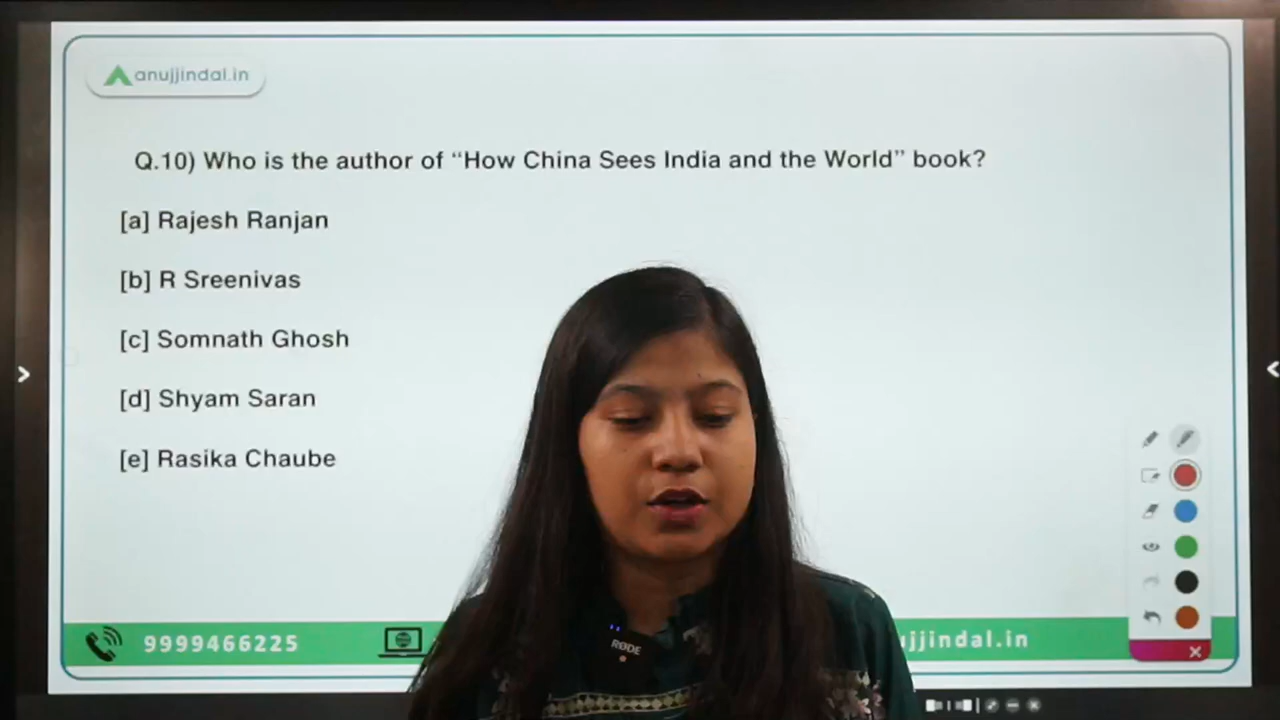 anujjindal.in
Q.10) Who is the author of “How China Sees India and the World” book?
[a] Rajesh Ranjan
[b] R Sreenivas
[c] Somnath Ghosh
[d] Shyam Saran
[e] Rasika Chaube
RØDE
9999466225
jjindal.in